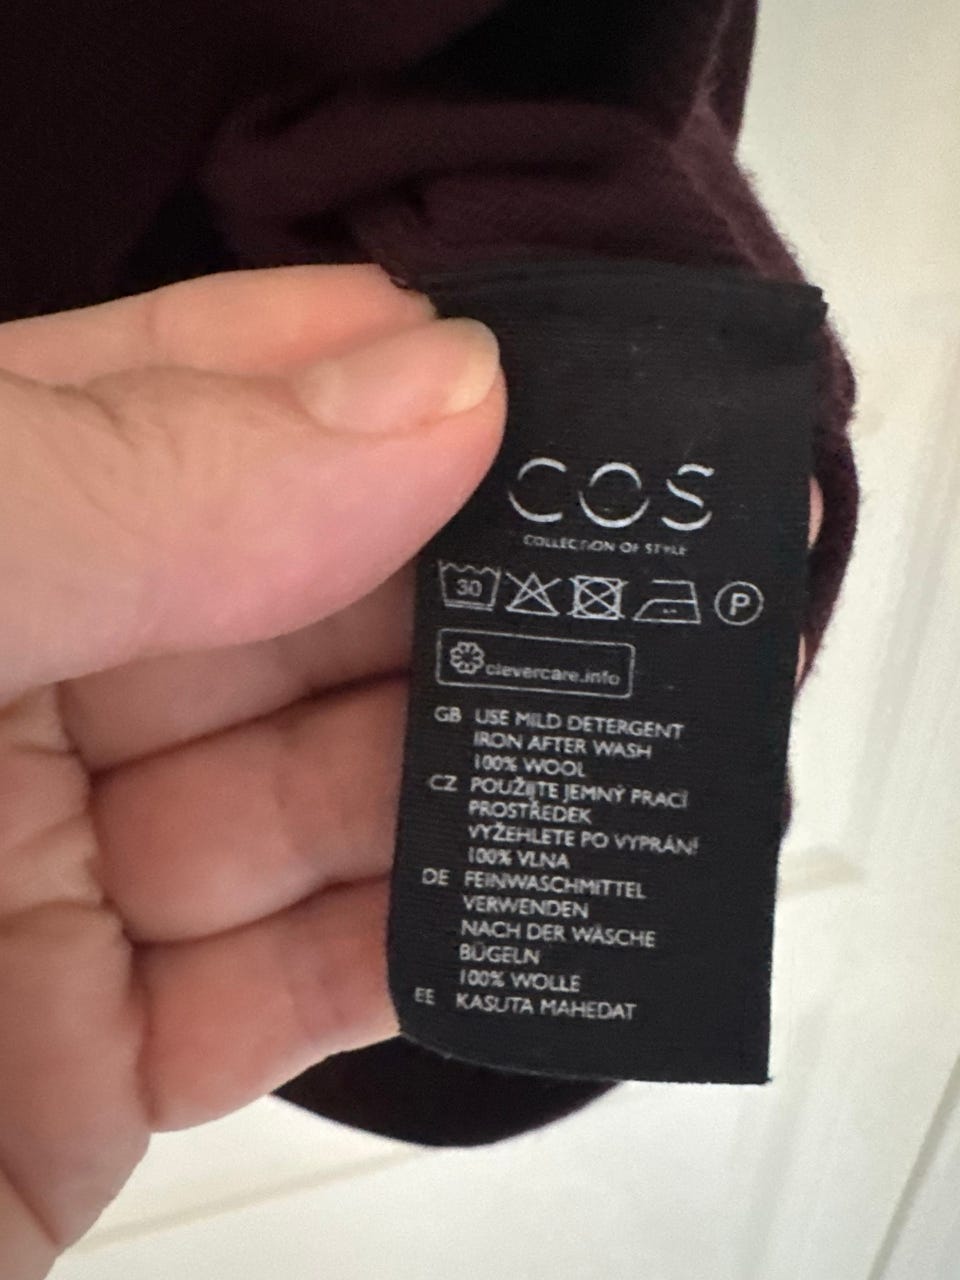 COS
COLLECTION OF STYLE
30 P
clevercare.info
GB USE MILD DETERGENT
IRON AFTER WASH
100% WOOL
CZ POUŽIJTE JEMNÝ PRACÍ
PROSTŘEDEK
VYŽEHLETE PO VYPRÁNÍ
100% VLNA
DE FEINWASCHMITTEL
VERWENDEN
NACH DER WÄSCHE
BÜGELN
100% WOLLE
EE KASUTA MAHEDAT